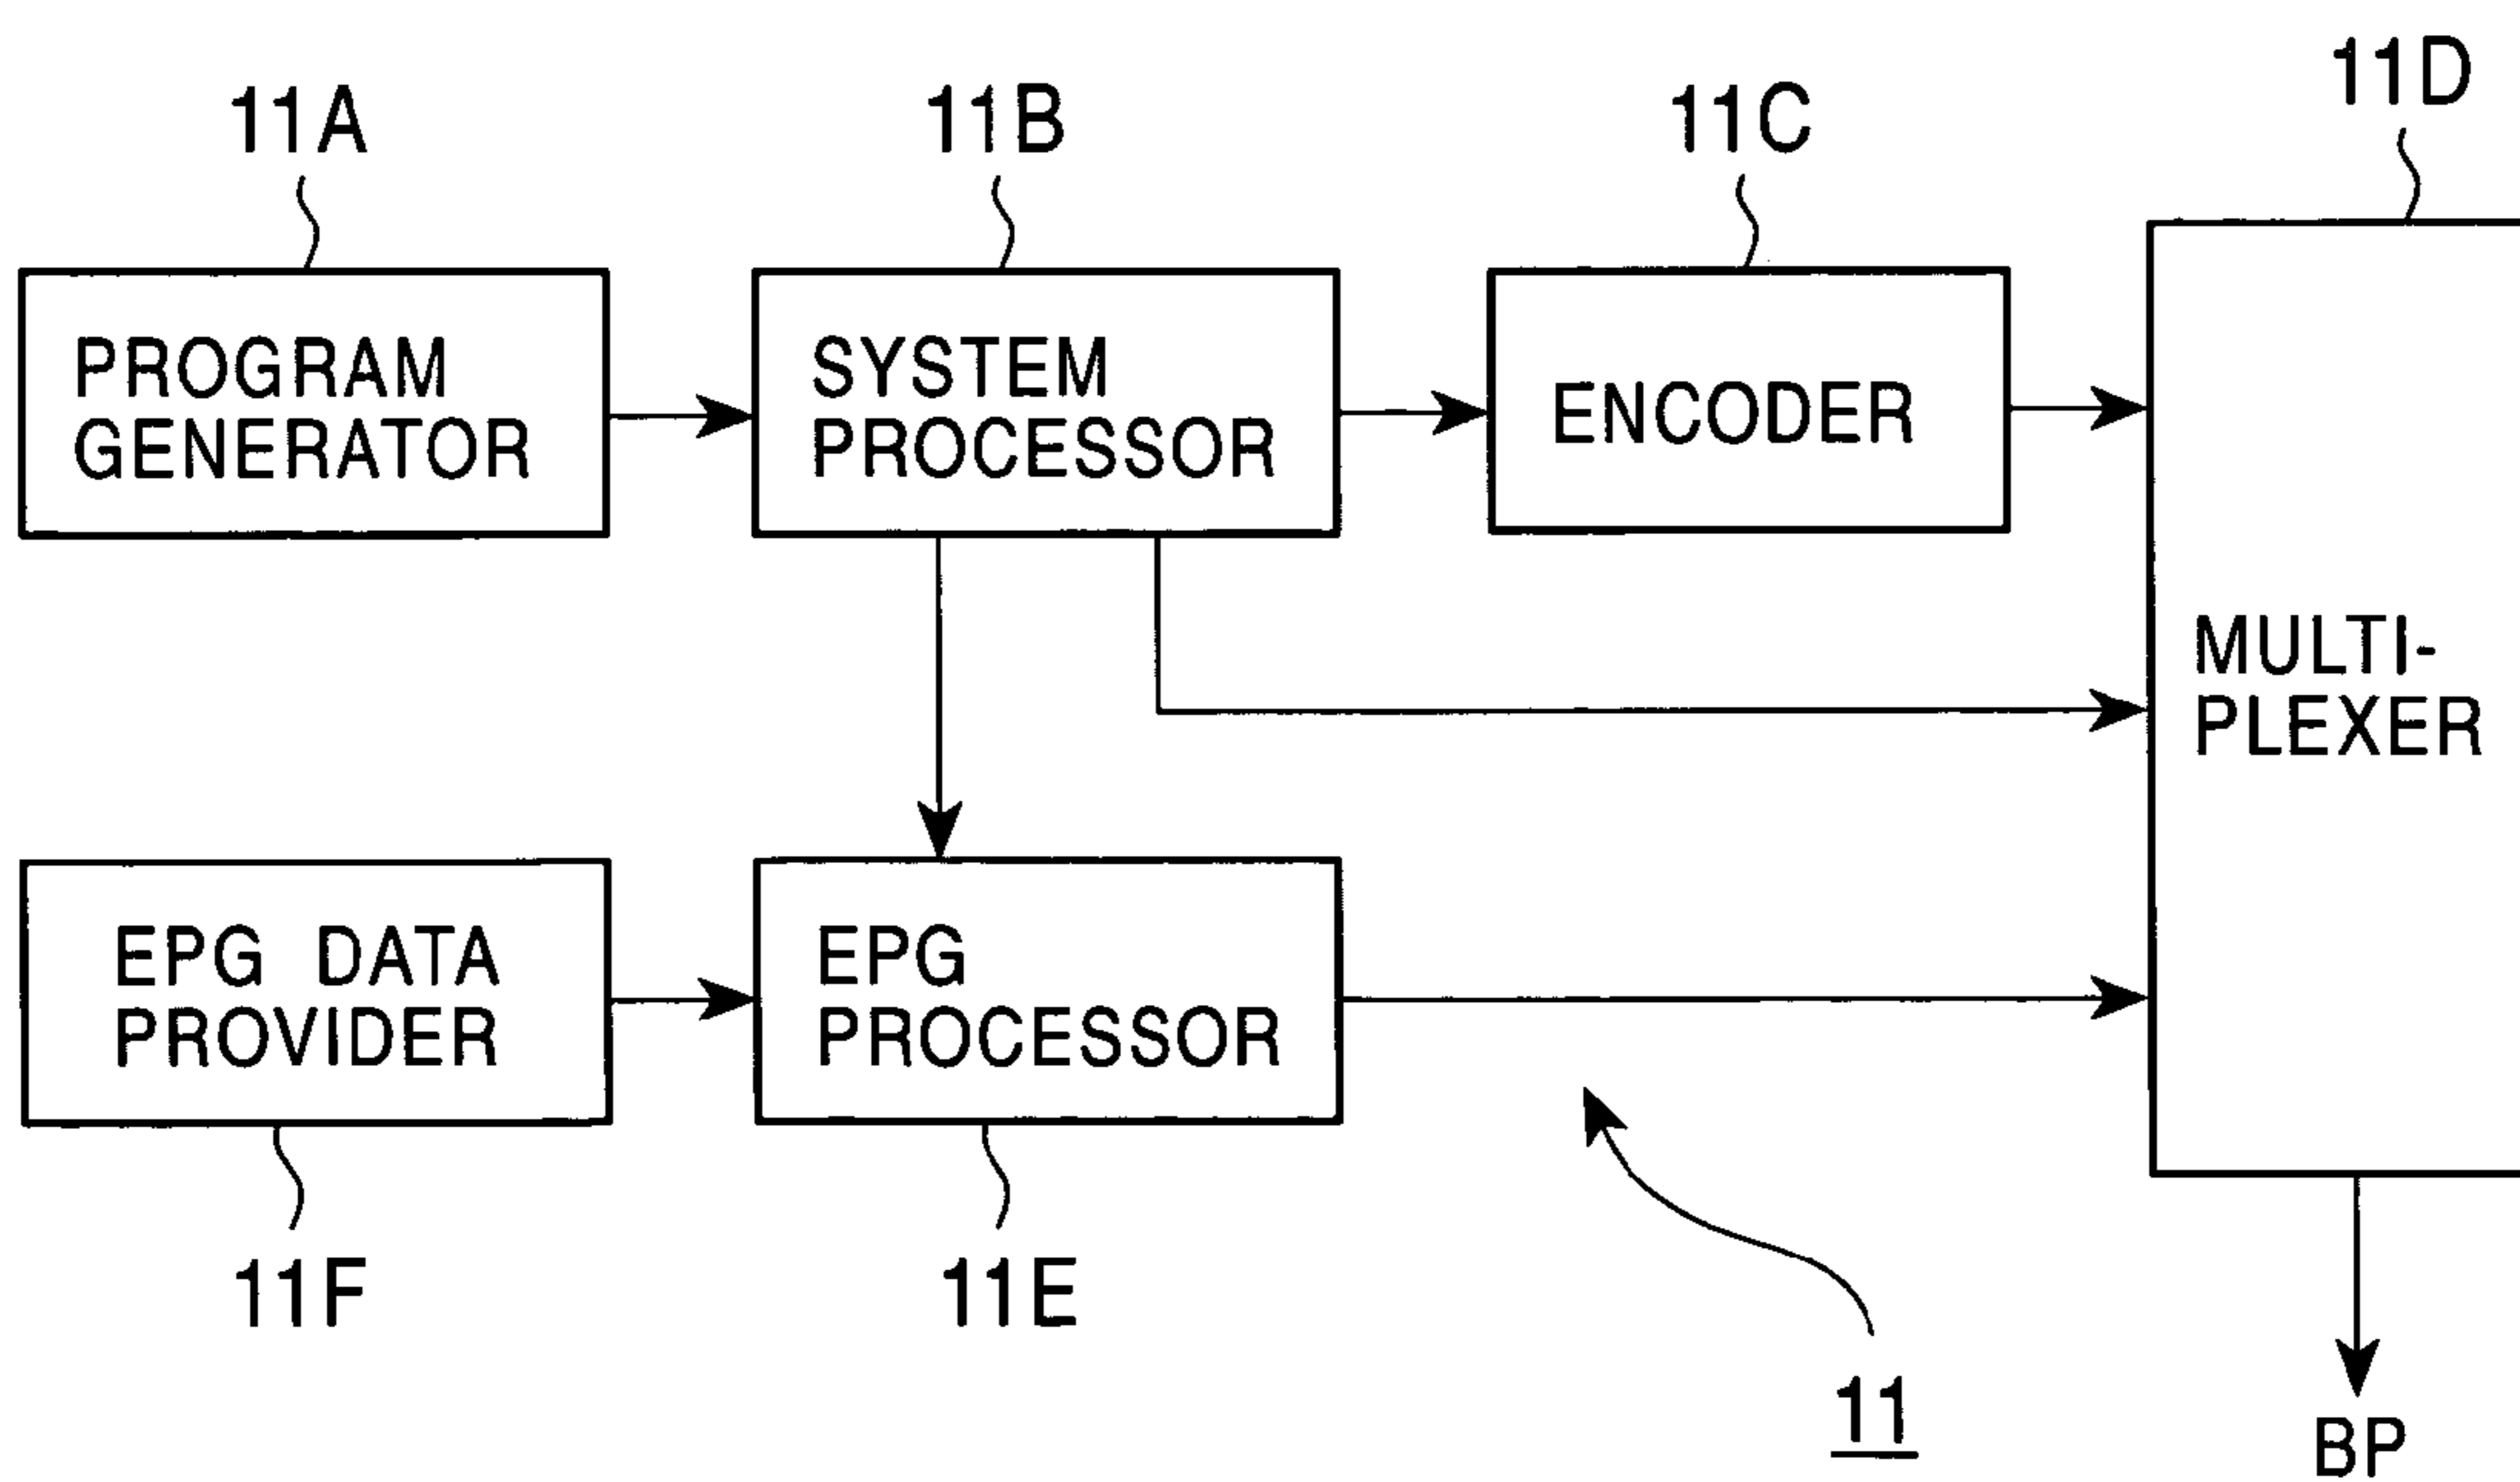 11A
11B
11C
11D
PROGRAM
GENERATOR
SYSTEM
PROCESSOR
ENCODER
MULTI-
PLEXER
EPG DATA
PROVIDER
EPG
PROCESSOR
11F
11E
11
BP